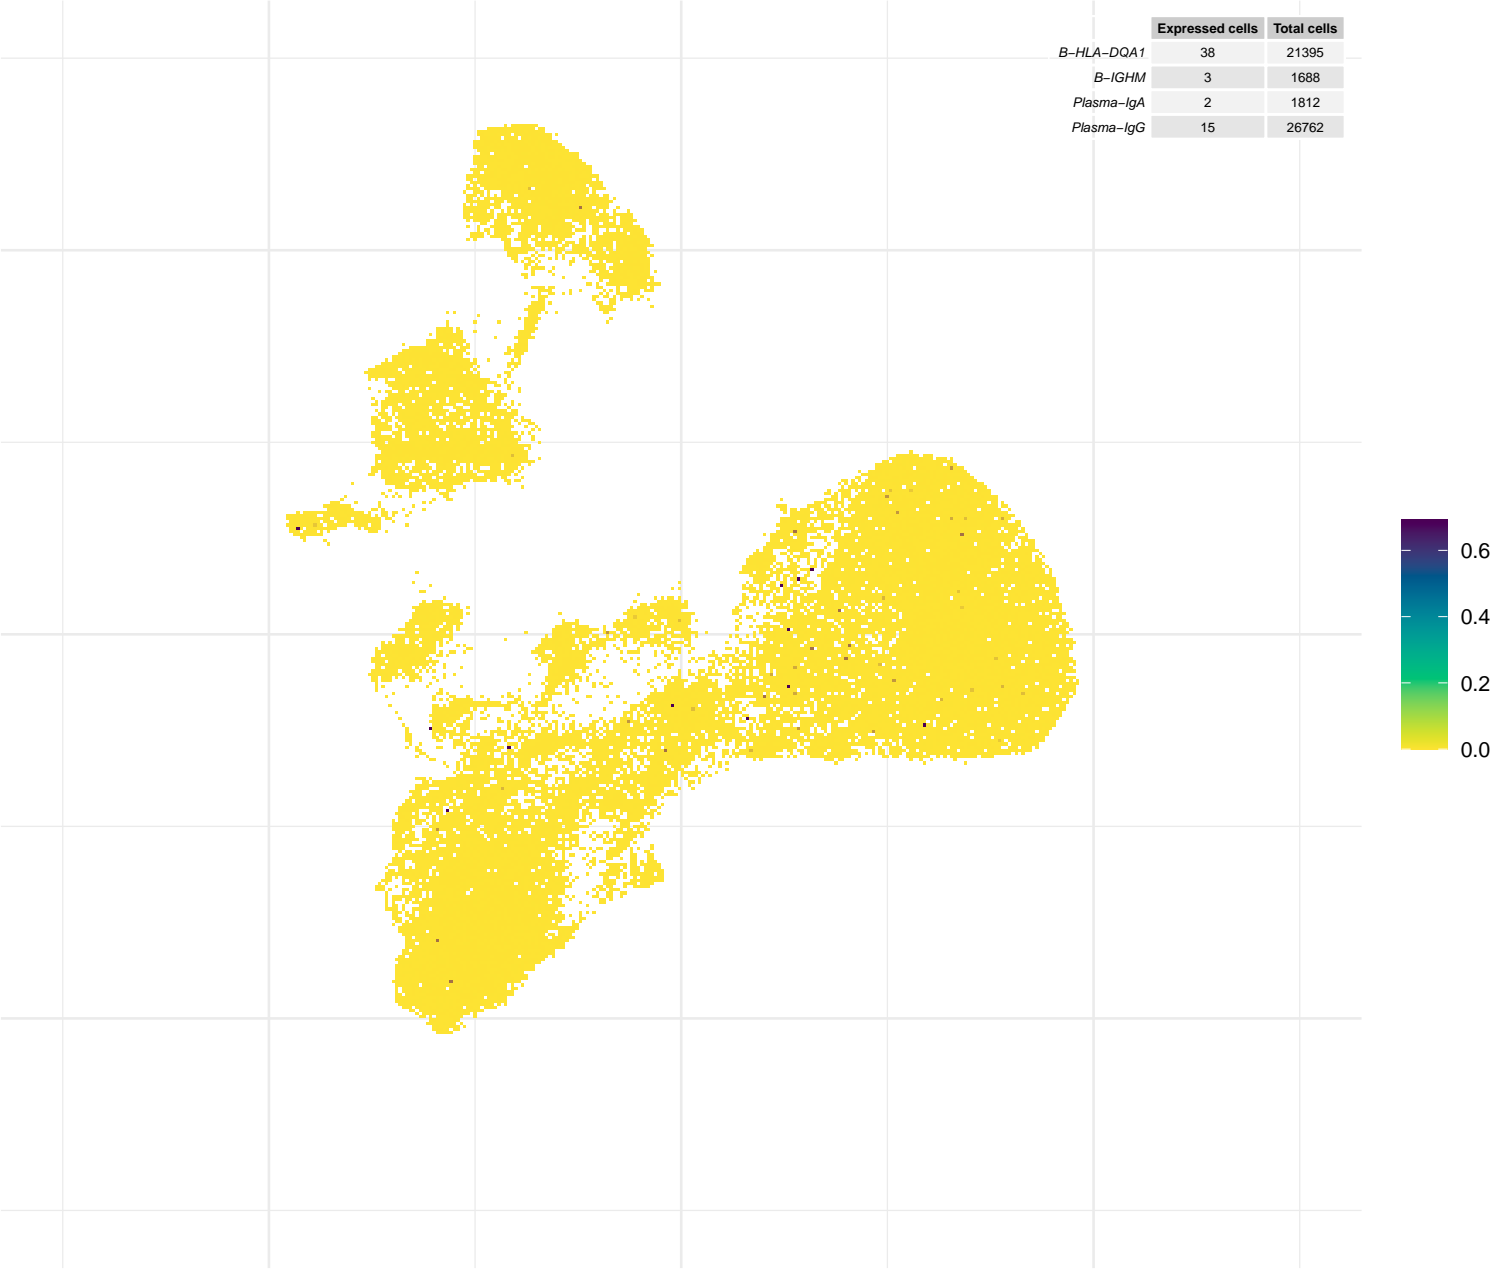 Expressed cells Total cells
B−HLA−DQA1 38 21395
B−IGHM 3 1688
Plasma−IgA 2 1812
Plasma−IgG 15 26762
0.6
0.4
0.2
0.0